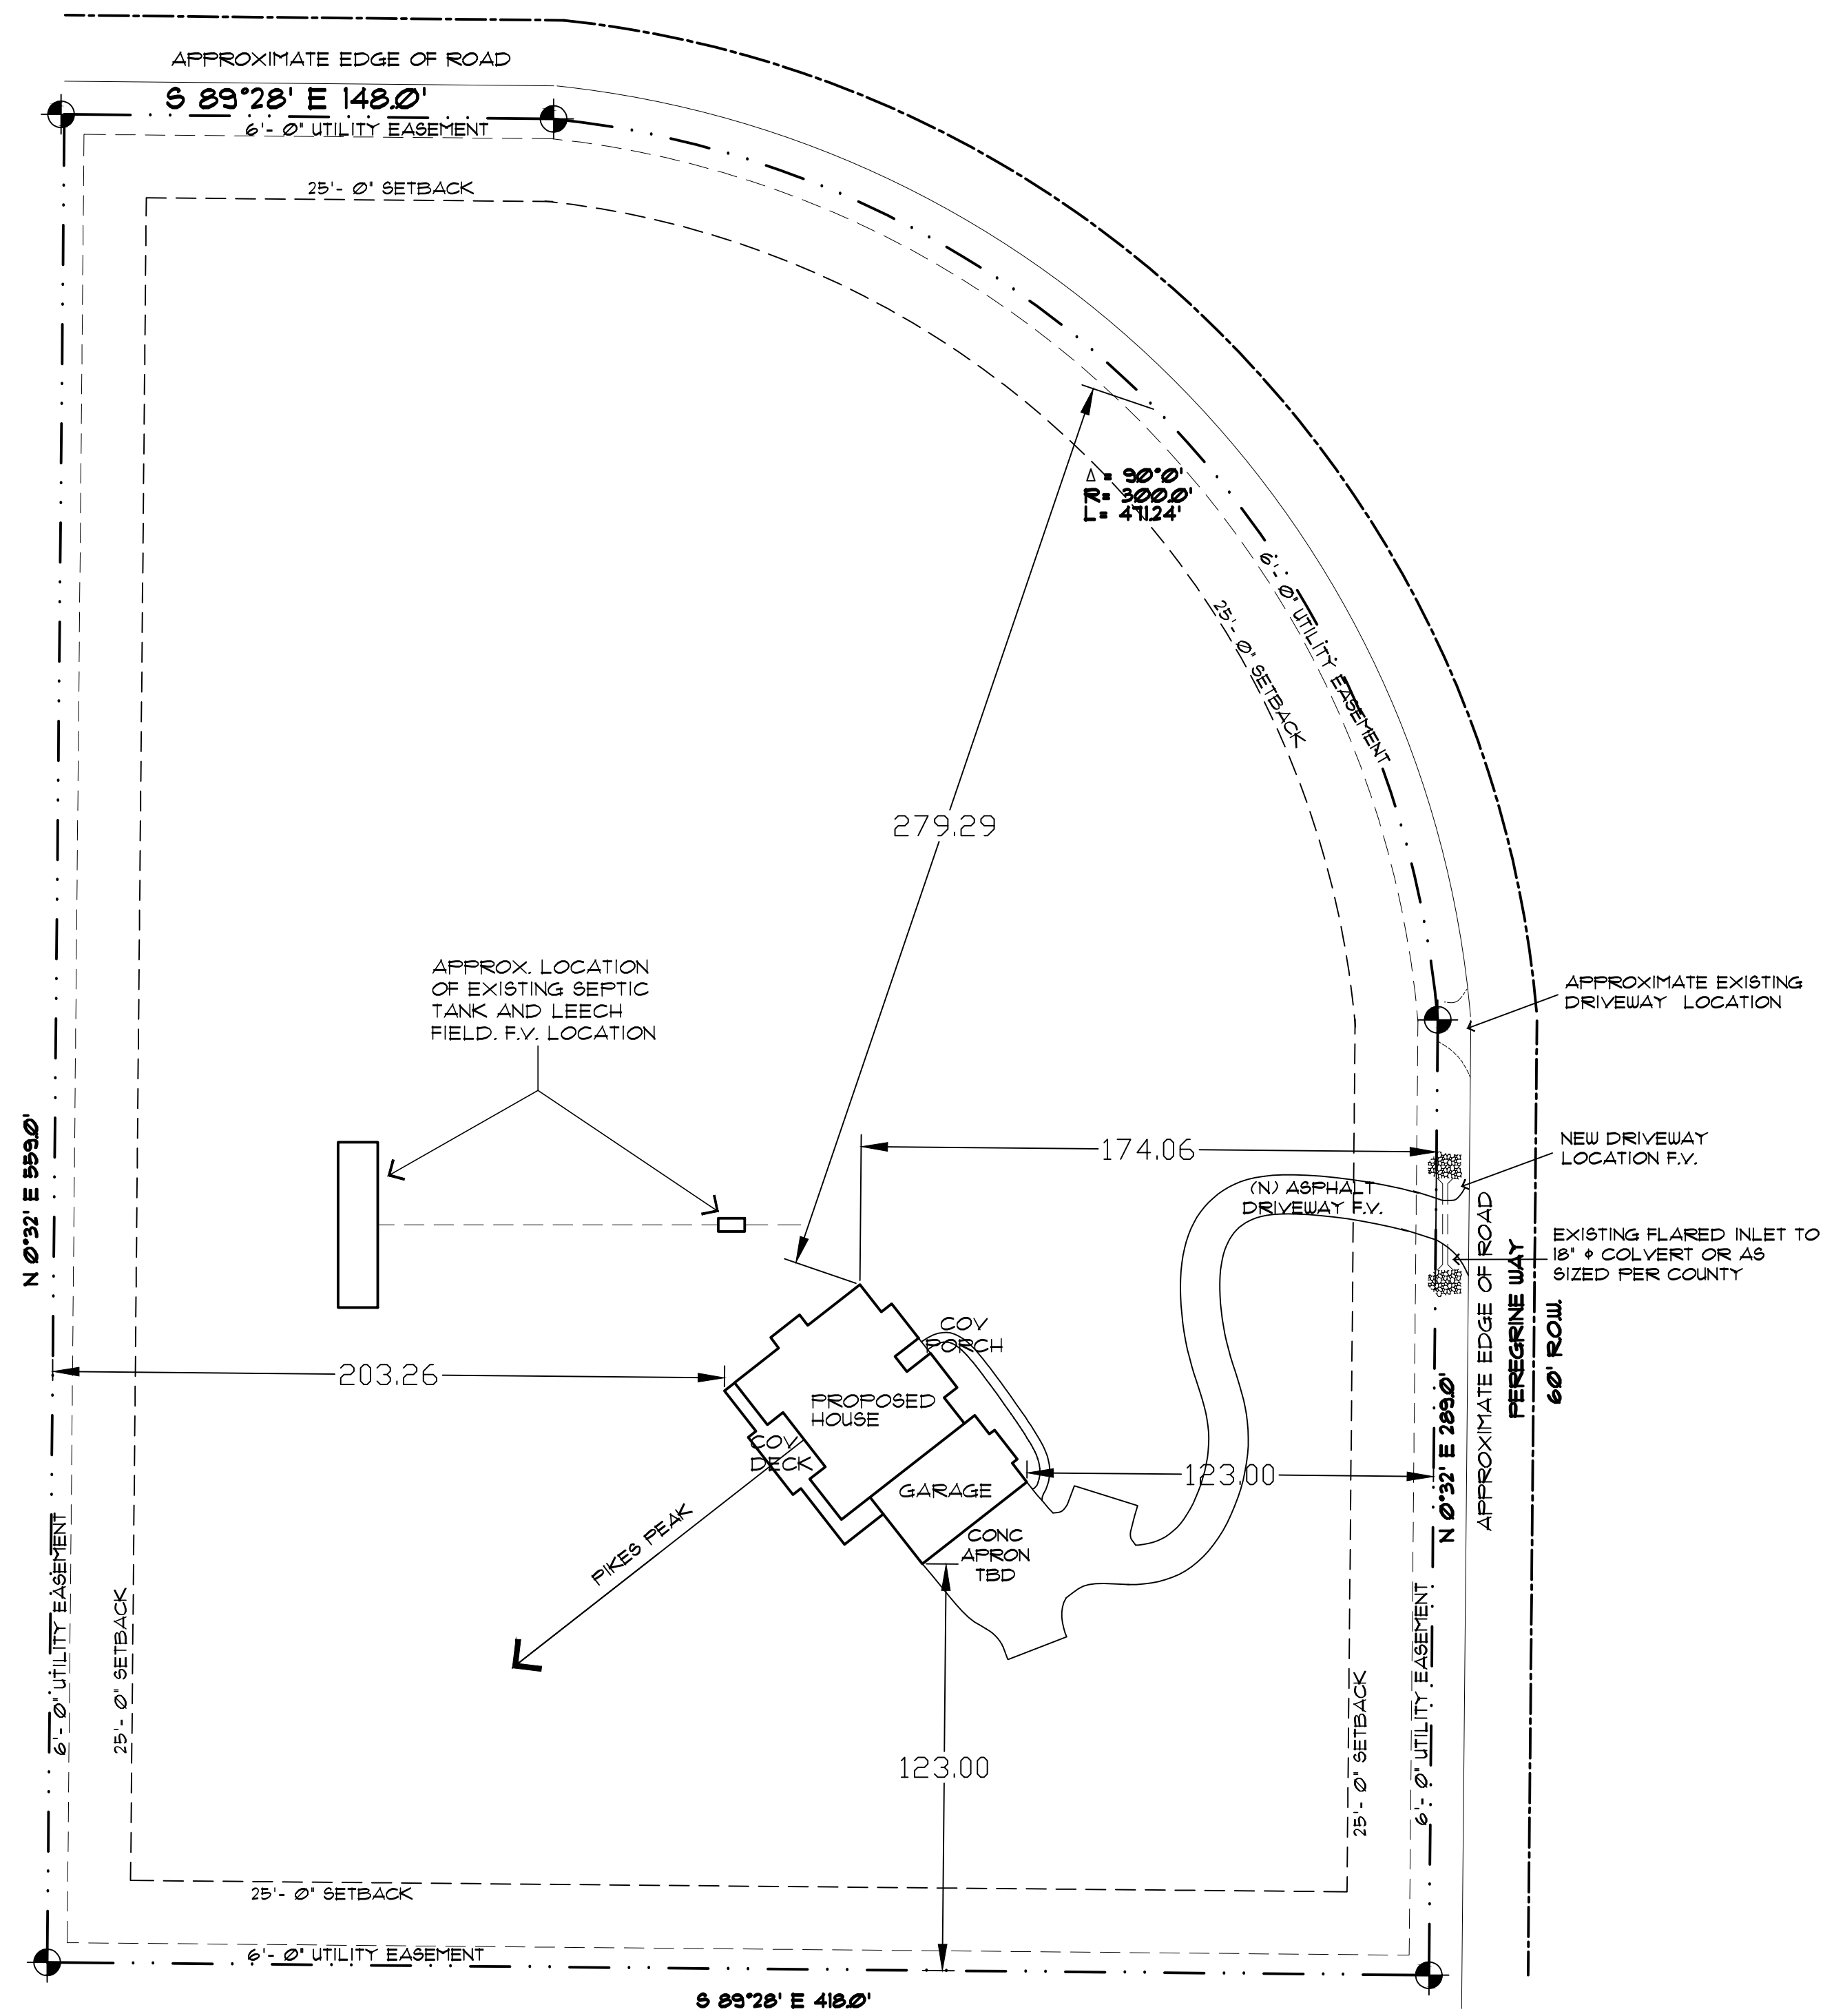 APPROXIMATE EDGE OF ROAD
S 89°28' E 148.0'
6'- 0" UTILITY EASEMENT
25'- 0" SETBACK
Δ = 90°0'
R= 300.0'
L= 471.24'
6'- 0" UTILITY EASEMENT
25'- 0" SETBACK
279.29
APPROX. LOCATION
OF EXISTING SEPTIC
TANK AND LEECH
FIELD. F.V. LOCATION
APPROXIMATE EXISTING
DRIVEWAY LOCATION
174.06
NEW DRIVEWAY
LOCATION F.V.
(N) ASPHALT
DRIVEWAY F.V.
EXISTING FLARED INLET TO
18" ⌀ COLVERT OR AS
SIZED PER COUNTY
N 0°32' E 559.0'
203.26
COV
PORCH
PROPOSED
HOUSE
COV
DECK
GARAGE
123.00
CONC
APRON
TBD
PIKES PEAK
N 0°32' E 289.0'
APPROXIMATE EDGE OF ROAD
PEREGRINE WAY
60' R.O.W.
6'- 0" UTILITY EASEMENT
25'- 0" SETBACK
123.00
25'- 0" SETBACK
6'- 0" UTILITY EASEMENT
25'- 0" SETBACK
6'- 0" UTILITY EASEMENT
S 89°28' E 418.0'